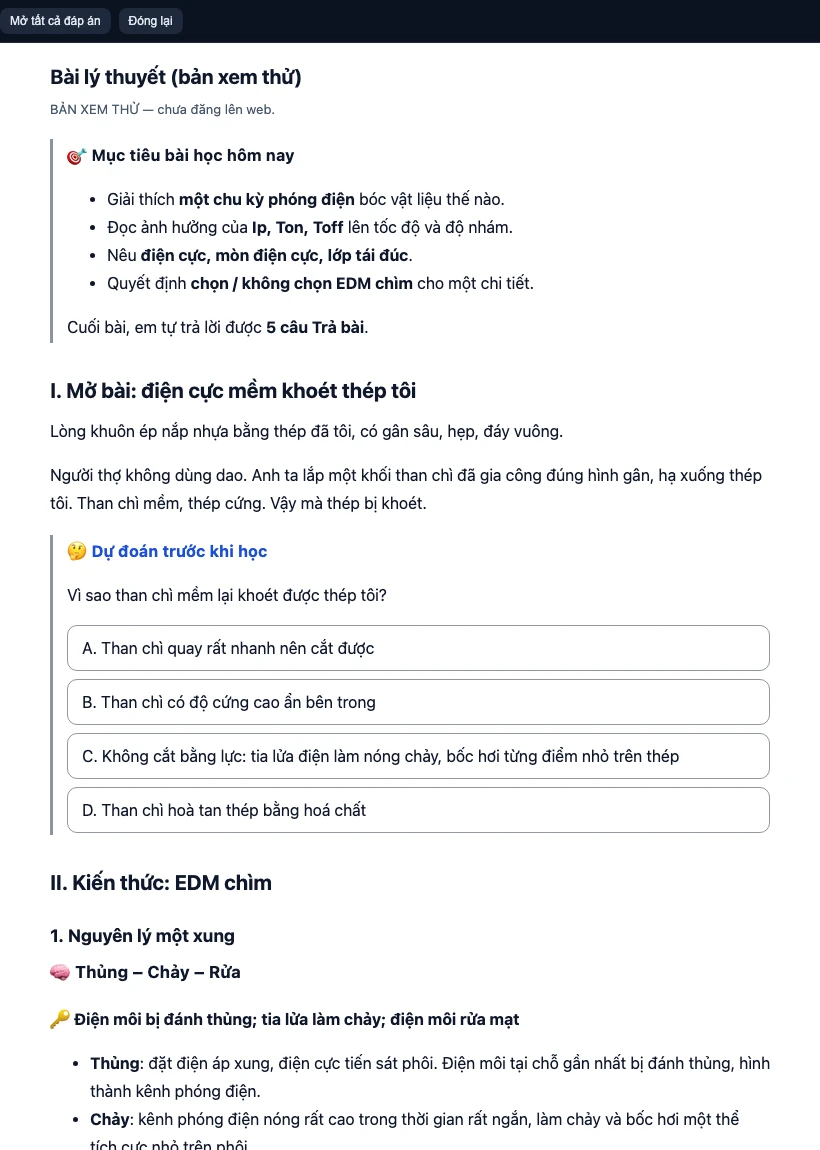 Mở tất cả đáp án Đóng lại
Bài lý thuyết (bản xem thử)
BẢN XEM THỬ — chưa đăng lên web.
🎯 Mục tiêu bài học hôm nay
• Giải thích một chu kỳ phóng điện bóc vật liệu thế nào.
• Đọc ảnh hưởng của Ip, Ton, Toff lên tốc độ và độ nhám.
• Nêu điện cực, mòn điện cực, lớp tái đúc.
• Quyết định chọn / không chọn EDM chìm cho một chi tiết.
Cuối bài, em tự trả lời được 5 câu Trả bài.
I. Mở bài: điện cực mềm khoét thép tôi
Lòng khuôn ép nắp nhựa bằng thép đã tôi, có gân sâu, hẹp, đáy vuông.
Người thợ không dùng dao. Anh ta lắp một khối than chì đã gia công đúng hình gân, hạ xuống thép
tôi. Than chì mềm, thép cứng. Vậy mà thép bị khoét.
🤔 Dự đoán trước khi học
Vì sao than chì mềm lại khoét được thép tôi?
A. Than chì quay rất nhanh nên cắt được
B. Than chì có độ cứng cao ẩn bên trong
C. Không cắt bằng lực: tia lửa điện làm nóng chảy, bốc hơi từng điểm nhỏ trên thép
D. Than chì hoà tan thép bằng hoá chất
II. Kiến thức: EDM chìm
1. Nguyên lý một xung
🧠 Thủng – Chảy – Rửa
🔑 Điện môi bị đánh thủng; tia lửa làm chảy; điện môi rửa mạt
• Thủng: đặt điện áp xung, điện cực tiến sát phôi. Điện môi tại chỗ gần nhất bị đánh thủng, hình
thành kênh phóng điện.
• Chảy: kênh phóng điện nóng rất cao trong thời gian rất ngắn, làm chảy và bốc hơi một thể
tích cực nhỏ trên phôi.